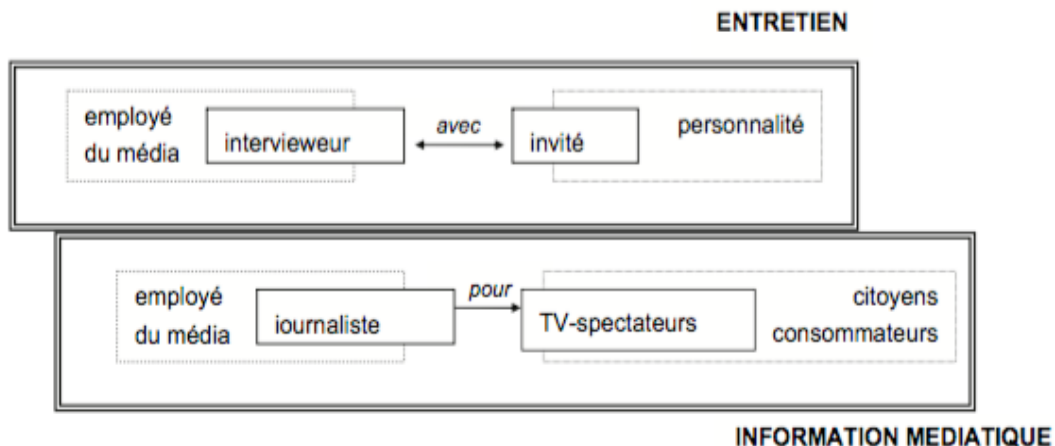 ENTRETIEN
employé
du média
intervieweur
avec
invité
personnalité
employé
du média
iournaliste
pour
TV-spectateurs
citoyens
consommateurs
INFORMATION MEDIATIQUE